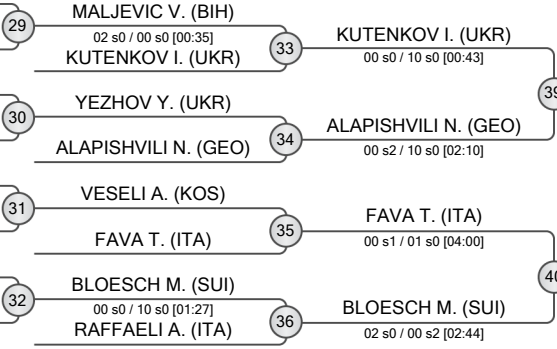 29
MALJEVIC V. (BIH)
02 s0 / 00 s0 [00:35]
KUTENKOV I. (UKR)
33
KUTENKOV I. (UKR)
00 s0 / 10 s0 [00:43]
39
30
YEZHOV Y. (UKR)
ALAPISHVILI N. (GEO)
34
ALAPISHVILI N. (GEO)
00 s2 / 10 s0 [02:10]
31
VESELI A. (KOS)
FAVA T. (ITA)
35
FAVA T. (ITA)
00 s1 / 01 s0 [04:00]
40
32
BLOESCH M. (SUI)
00 s0 / 10 s0 [01:27]
RAFFAELI A. (ITA)
36
BLOESCH M. (SUI)
02 s0 / 00 s2 [02:44]